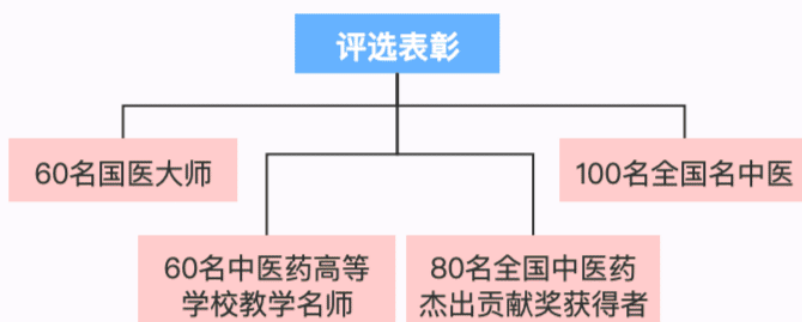 评选表彰
60名国医大师
100名全国名中医
60名中医药高等
学校教学名师
80名全国中医药
杰出贡献奖获得者